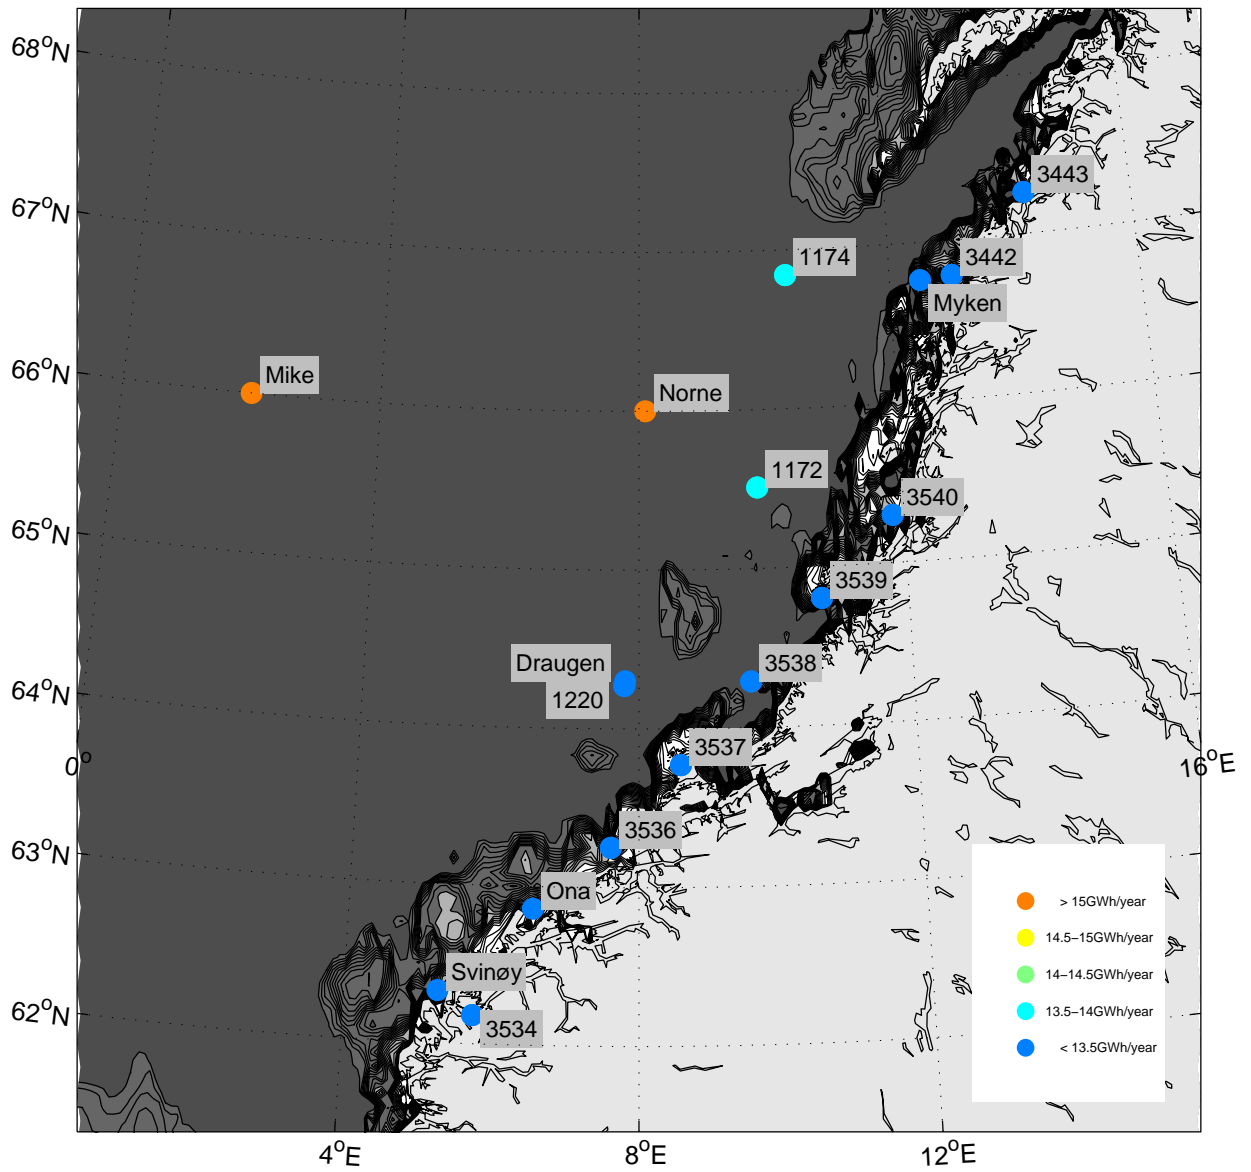 68°N
3443
67°N
1174
3442
Myken
66°N
Mike
Norne
1172
3540
65°N
3539
Draugen
3538
64°N
1220
3537
0°
16°E
3536
63°N
Ona
> 15GWh/year
14.5–15GWh/year
Svinøy
14–14.5GWh/year
62°N
13.5–14GWh/year
3534
< 13.5GWh/year
4°E
8°E
12°E